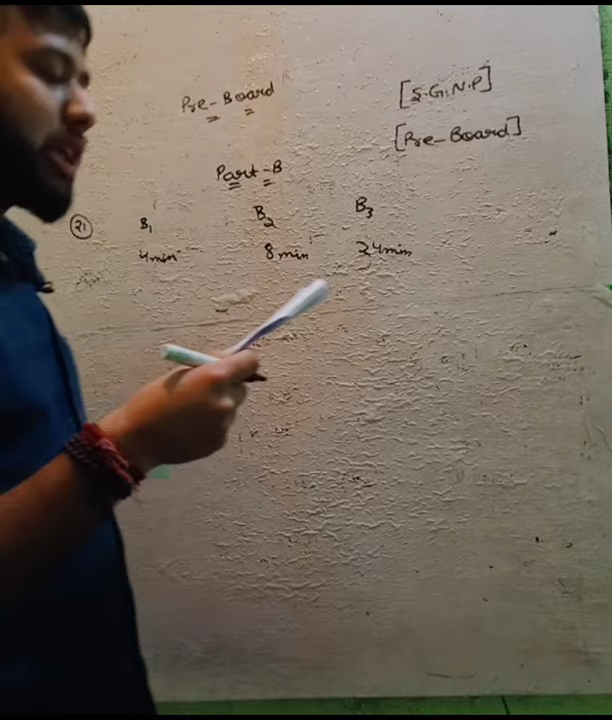 Pre-Board
[S.G.N.P]
[Pre-Board]
Part-B
21 B1 B2 B3
4min 8min 24min